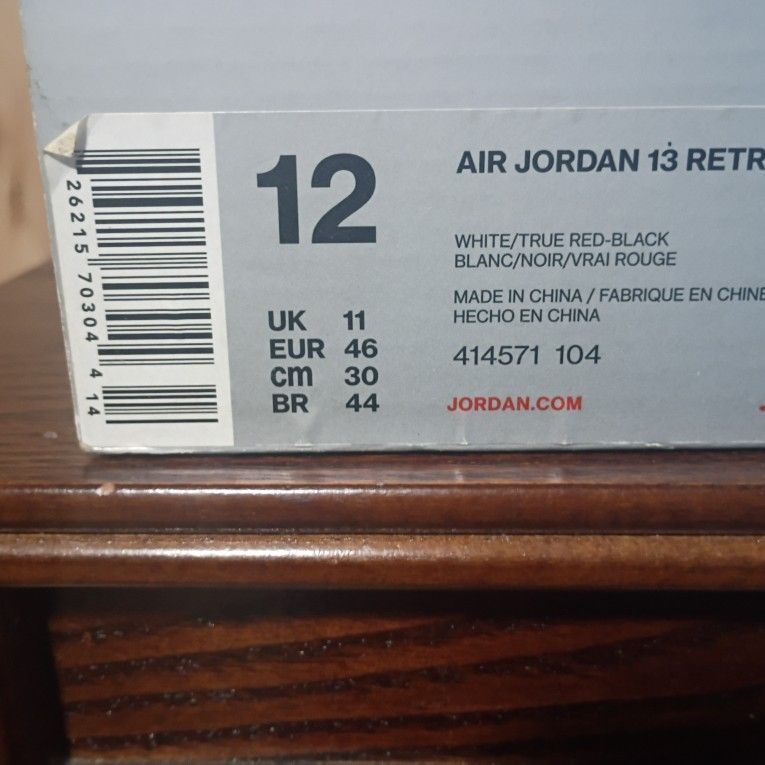 26215 70304 4 14
12
UK 11
EUR 46
cm 30
BR 44
AIR JORDAN 13 RETR
WHITE/TRUE RED-BLACK
BLANC/NOIR/VRAI ROUGE
MADE IN CHINA / FABRIQUE EN CHINE
HECHO EN CHINA
414571 104
JORDAN.COM